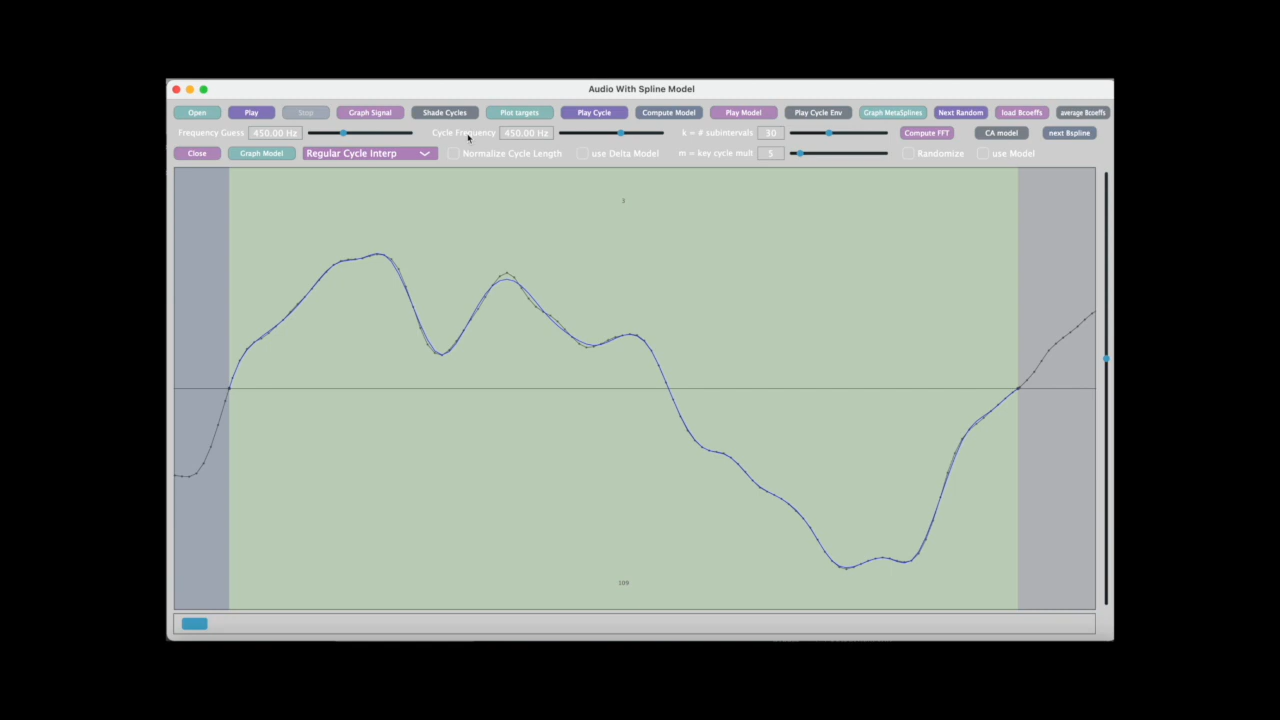 Audio With Spline Model
Open Play Stop Graph Signal Shade Cycles Plot targets Play Cycle Compute Model Play Model Play Cycle Env Graph MetaSplines Next Random load Bcoeffs average Bcoeffs
Frequency Guess 450.00 Hz Cycle Frequency 450.00 Hz k = # subintervals 30 Compute FFT CA model next Bspline
Close Graph Model Regular Cycle Interp Normalize Cycle Length use Delta Model m = key cycle mult 5 Randomize use Model
3
109